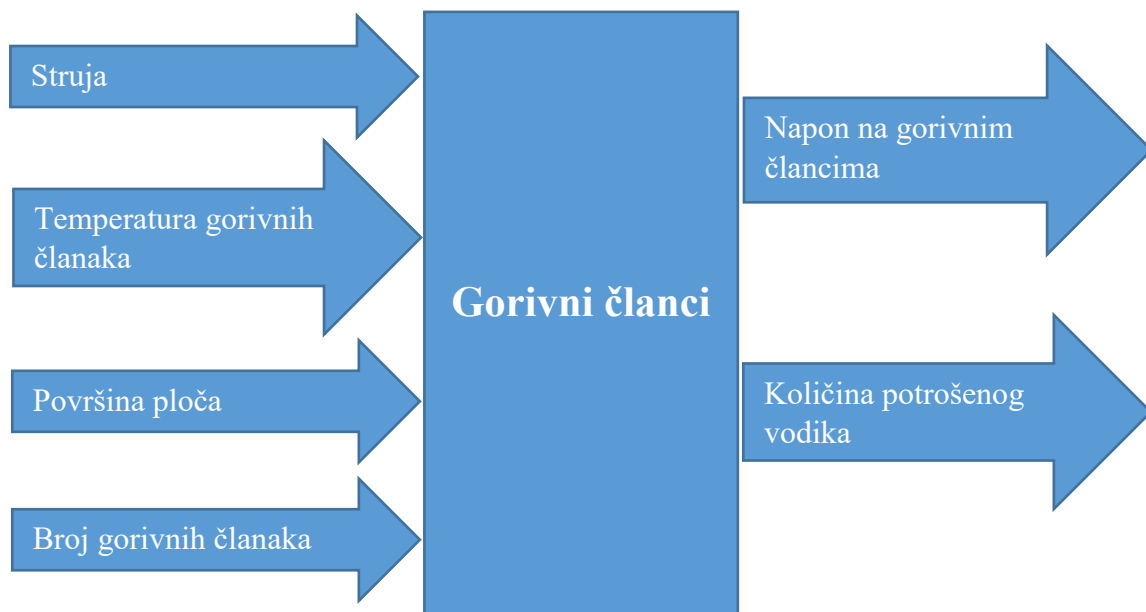 Struja
Temperatura gorivnih
članaka
Površina ploča
Broj gorivnih članaka
Gorivni članci
Napon na gorivnim
člancima
Količina potrošenog
vodika